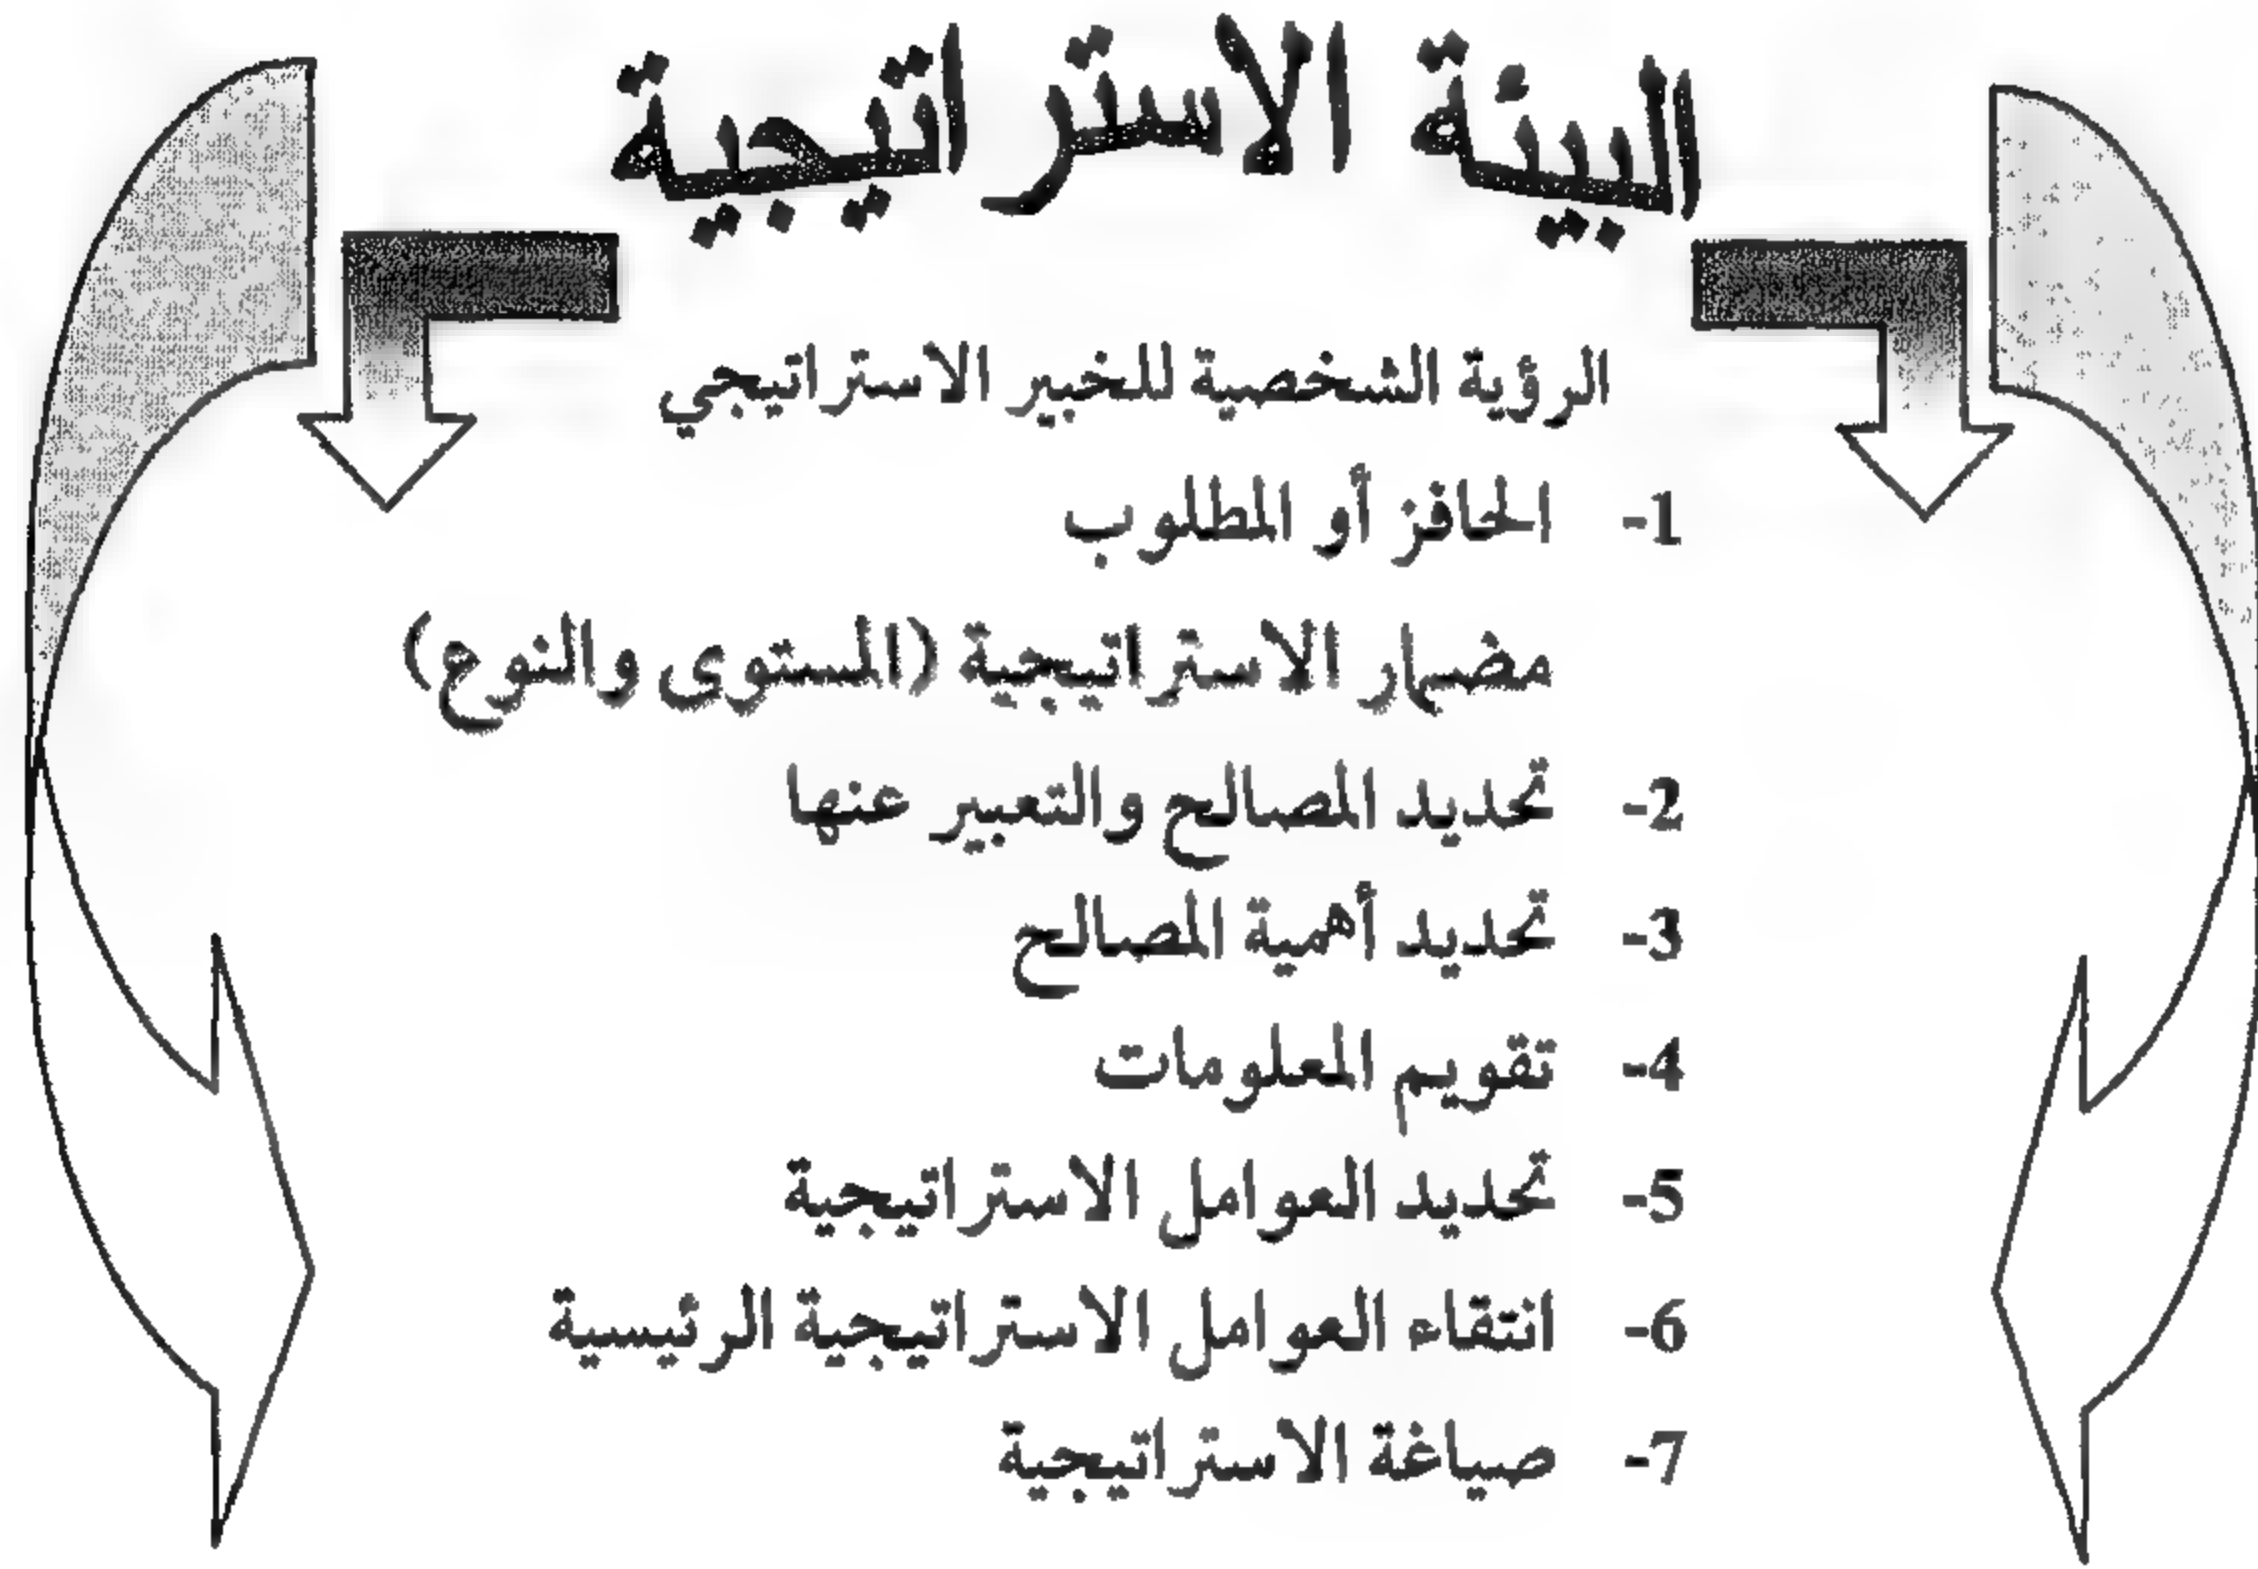 البيئة الاستراتيجية
الرؤية الشخصية للخبير الاستراتيجي
1- الحافز أو المطلوب
مضمار الاستراتيجية (المستوى والنوع)
2- تحديد المصالح والتعبير عنها
3- تحديد أهمية المصالح
4- تقويم المعلومات
5- تحديد العوامل الاستراتيجية
6- انتقاء العوامل الاستراتيجية الرئيسية
7- صياغة الاستراتيجية